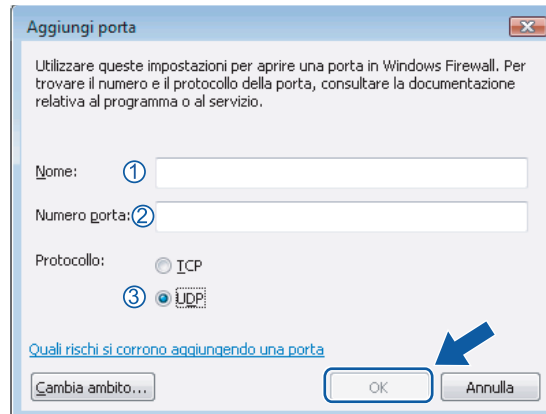 Aggiungi porta
Utilizzare queste impostazioni per aprire una porta in Windows Firewall. Per
trovare il numero e il protocollo della porta, consultare la documentazione
relativa al programma o al servizio.
Nome: 1
Numero porta: 2
Protocollo:
TCP
3 UDP
Quali rischi si corrono aggiungendo una porta
Cambia ambito...
OK
Annulla